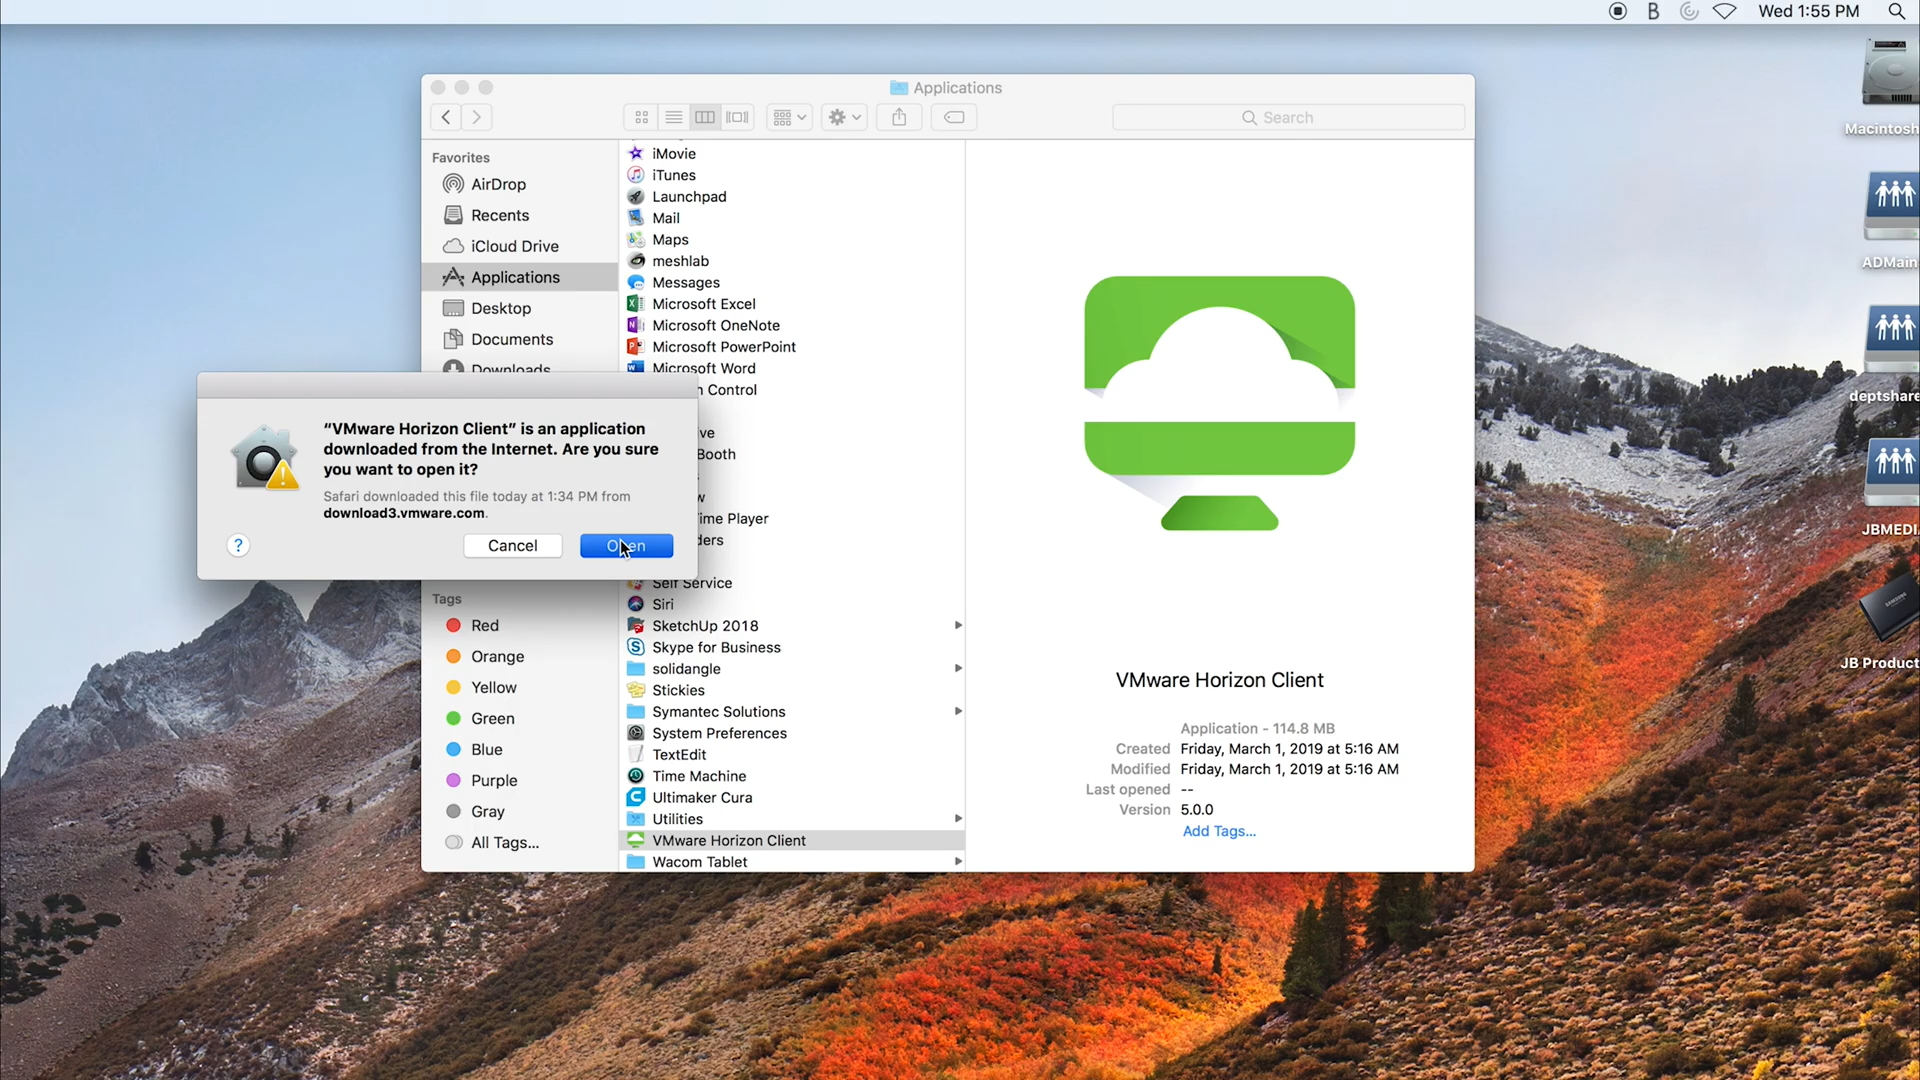 Wed 1:55 PM
Applications
Search
Favorites
AirDrop
Recents
iCloud Drive
Applications
Desktop
Documents
Downloads
iMovie
iTunes
Launchpad
Mail
Maps
meshlab
Messages
Microsoft Excel
Microsoft OneNote
Microsoft PowerPoint
Microsoft Word
Control
Booth
Player
“VMware Horizon Client” is an application
downloaded from the Internet. Are you sure
you want to open it?
Safari downloaded this file today at 1:34 PM from
download3.vmware.com.
?
Cancel
Open
Self Service
Siri
SketchUp 2018
Skype for Business
solidangle
Stickies
Symantec Solutions
System Preferences
TextEdit
Time Machine
Ultimaker Cura
Utilities
VMware Horizon Client
Wacom Tablet
Tags
Red
Orange
Yellow
Green
Blue
Purple
Gray
All Tags...
VMware Horizon Client
Application - 114.8 MB
Created Friday, March 1, 2019 at 5:16 AM
Modified Friday, March 1, 2019 at 5:16 AM
Last opened --
Version 5.0.0
Add Tags...
Macintosh
ADMain
deptshare
JBMEDI
SAMSUNG
JB Product